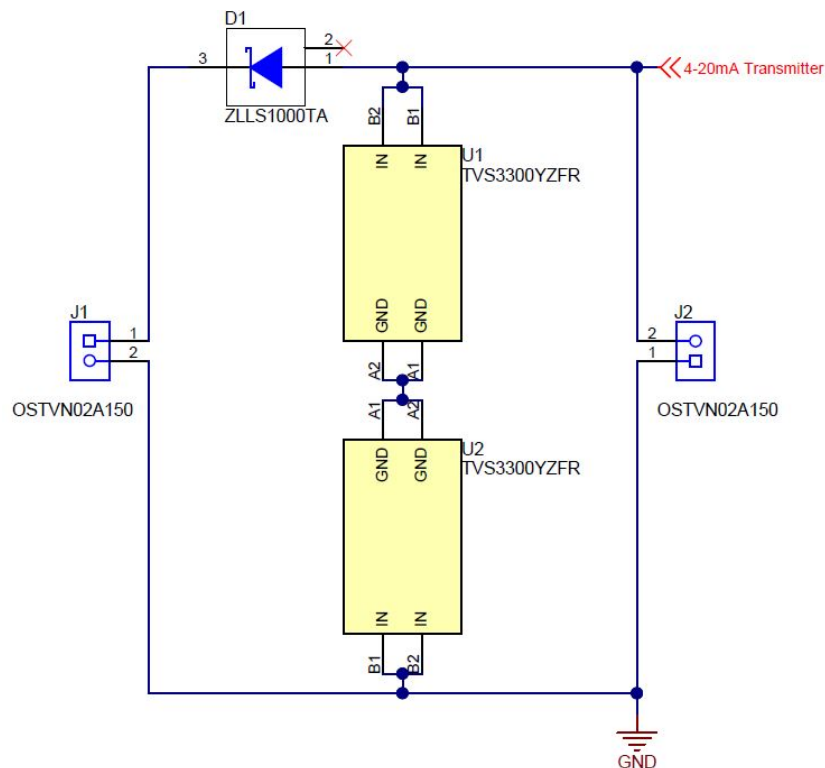 D1
2
3
1
ZLLS1000TA
4-20mA Transmitter
B2
B1
IN
IN
U1
TVS3300YZFR
GND
GND
A2
A1
J1
1
2
OSTVN02A150
J2
2
1
OSTVN02A150
A1
A2
GND
GND
U2
TVS3300YZFR
IN
IN
B1
B2
GND